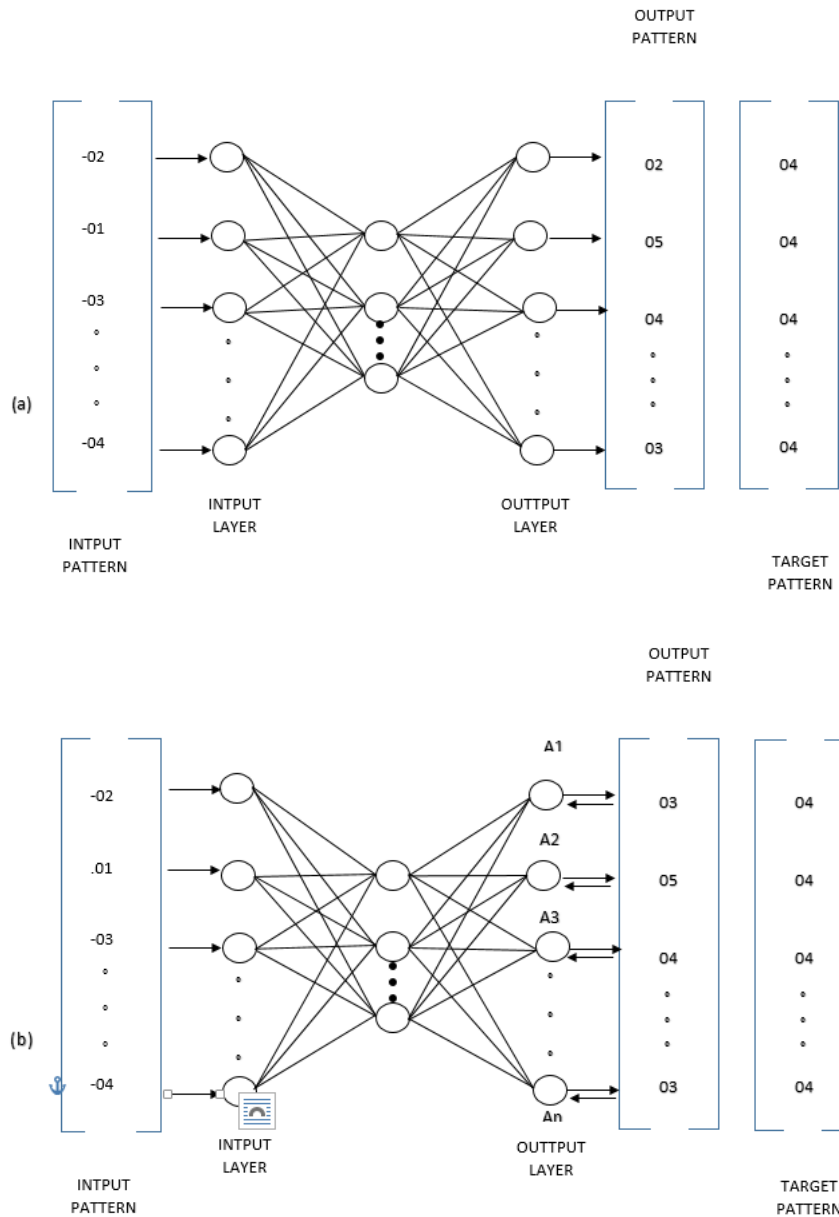 OUTPUT
PATTERN
-02
02
04
-01
05
04
-03
04
04
(a)
-04
03
04
INTPUT
LAYER
OUTTPUT
LAYER
INTPUT
PATTERN
TARGET
PATTERN
OUTPUT
PATTERN
A1
-02
03
04
A2
.01
05
04
A3
-03
04
04
(b)
-04
03
04
An
INTPUT
LAYER
OUTTPUT
LAYER
INTPUT
PATTERN
TARGET
PATTERN